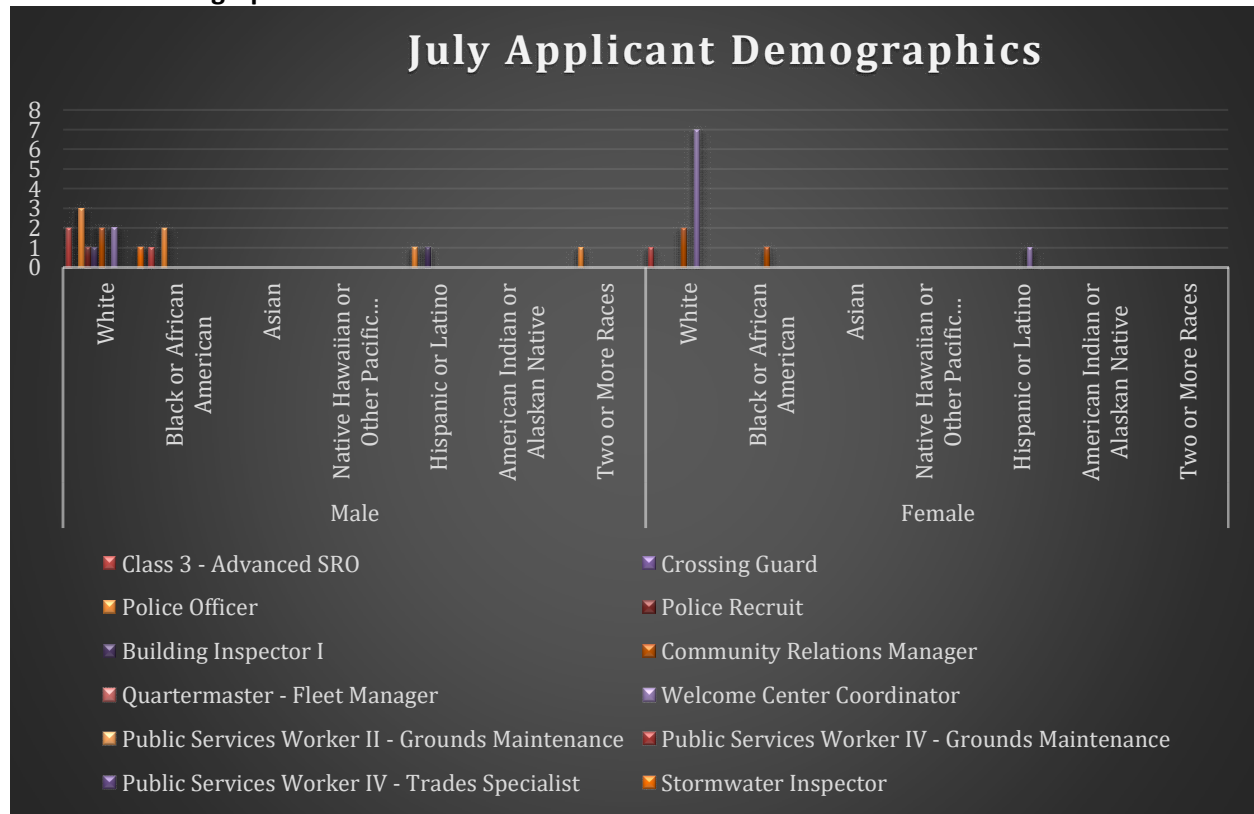 July Applicant Demographics
8
7
6
5
4
3
2
1
0
White
Black or African
American
Asian
Native Hawaiian or
Other Pacific...
Hispanic or Latino
American Indian or
Alaskan Native
Two or More Races
White
Black or African
American
Asian
Native Hawaiian or
Other Pacific...
Hispanic or Latino
American Indian or
Alaskan Native
Two or More Races
Male
Female
Class 3 - Advanced SRO
Crossing Guard
Police Officer
Police Recruit
Building Inspector I
Community Relations Manager
Quartermaster - Fleet Manager
Welcome Center Coordinator
Public Services Worker II - Grounds Maintenance
Public Services Worker IV - Grounds Maintenance
Public Services Worker IV - Trades Specialist
Stormwater Inspector